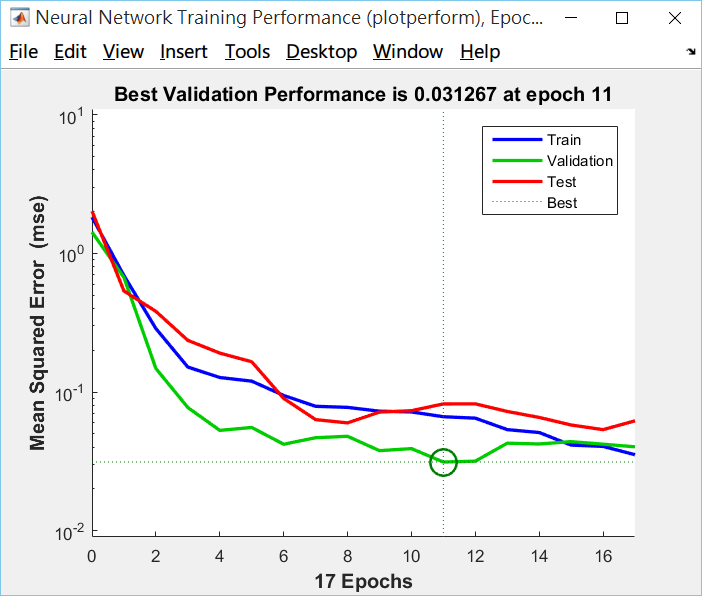 Neural Network Training Performance (plotperform), Epoc...
File Edit View Insert Tools Desktop Window Help
Best Validation Performance is 0.031267 at epoch 11
Mean Squared Error (mse)
10^1
10^0
10^-1
10^-2
Train
Validation
Test
Best
0 2 4 6 8 10 12 14 16
17 Epochs